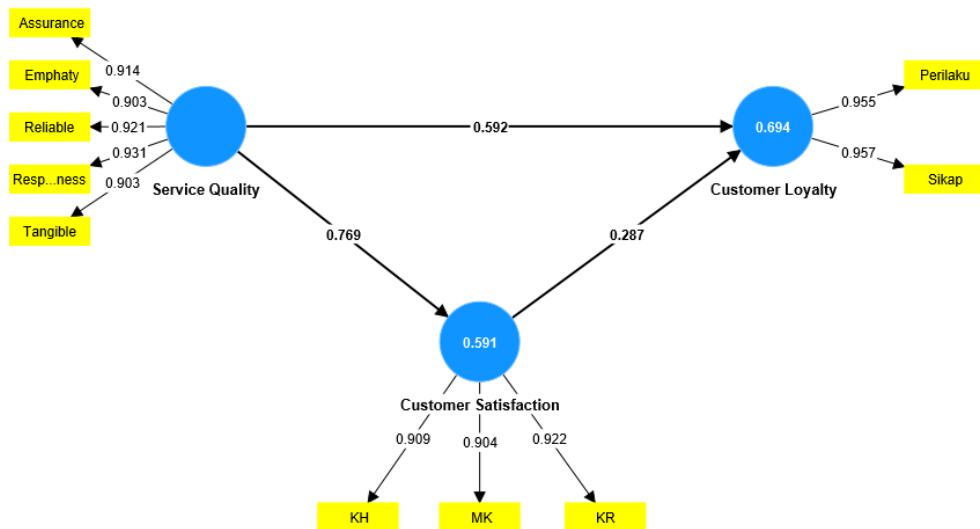 Assurance
0.914
Emphaty
0.903
Reliable
0.921
Resp...ness
0.931
Tangible
0.903
Service Quality
0.592
0.769
0.287
0.694
Customer Loyalty
Perilaku
0.955
Sikap
0.957
0.591
Customer Satisfaction
0.909
0.904
0.922
KH
MK
KR